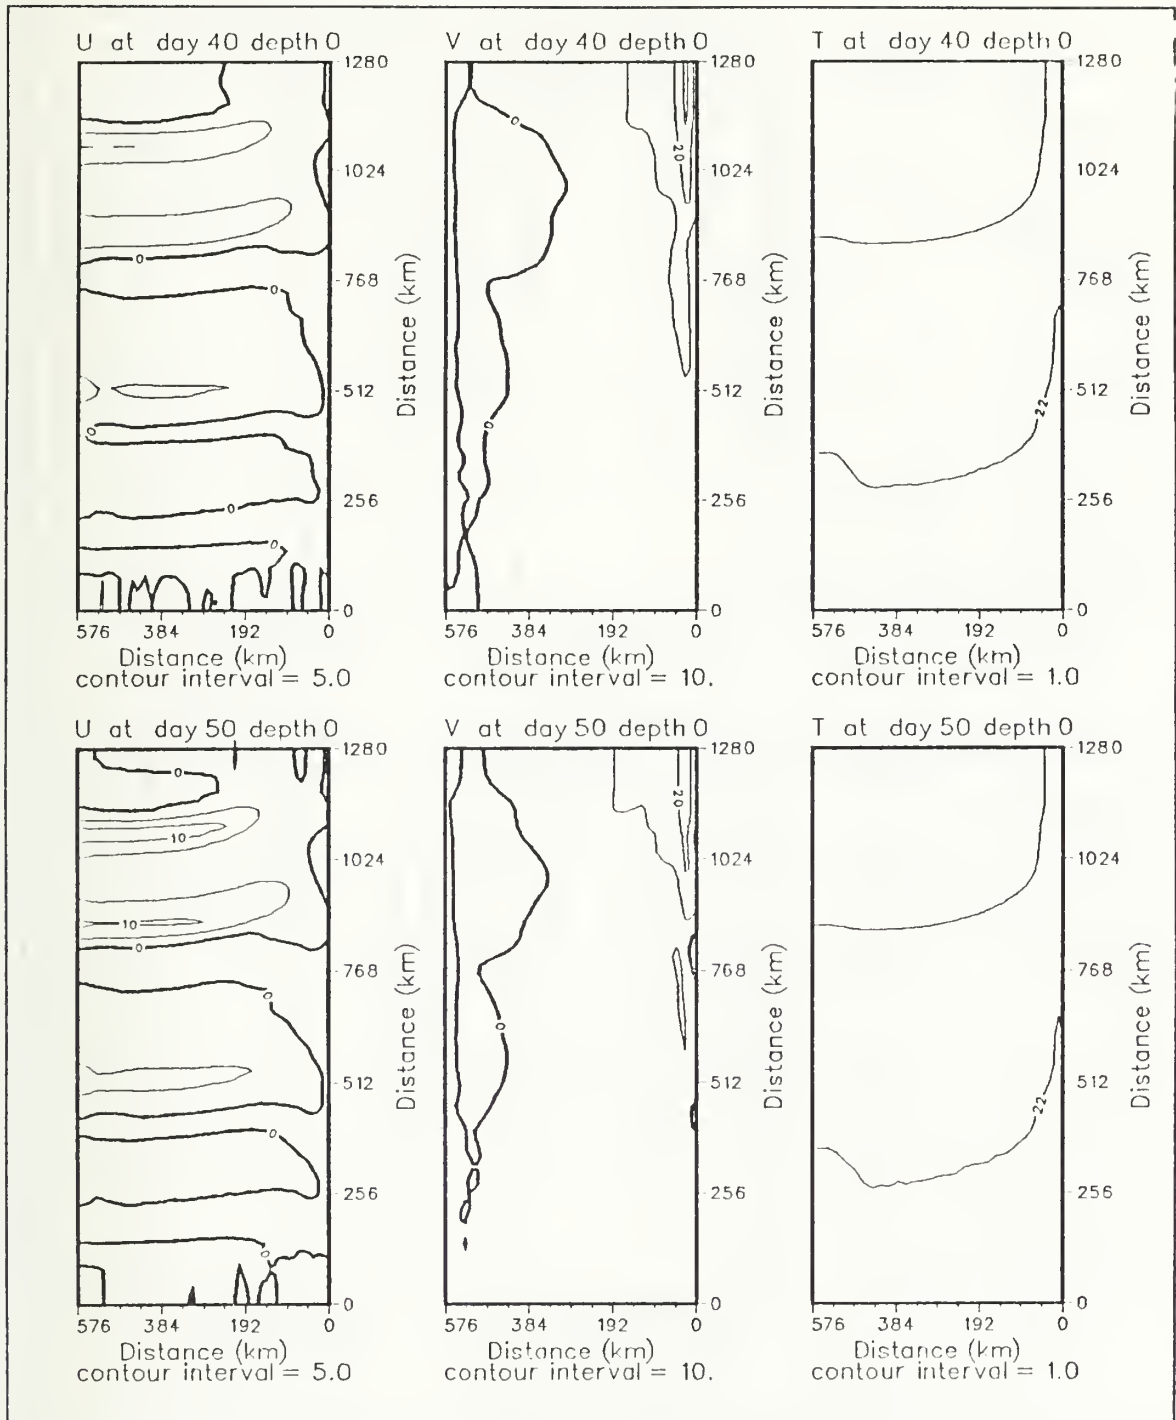 U at day 40 depth 0
1280
1024
768
512
256
0
Distance (km)
576 384 192 0
Distance (km)
contour interval = 5.0
0
0
0
0
0
V at day 40 depth 0
1280
1024
768
512
256
0
Distance (km)
576 384 192 0
Distance (km)
contour interval = 10.
0
20
0
T at day 40 depth 0
1280
1024
768
512
256
0
Distance (km)
576 384 192 0
Distance (km)
contour interval = 1.0
22
U at day 50 depth 0
1280
1024
768
512
256
0
Distance (km)
576 384 192 0
Distance (km)
contour interval = 5.0
0
10
10
0
0
0
0
V at day 50 depth 0
1280
1024
768
512
256
0
Distance (km)
576 384 192 0
Distance (km)
contour interval = 10.
20
0
T at day 50 depth 0
1280
1024
768
512
256
0
Distance (km)
576 384 192 0
Distance (km)
contour interval = 1.0
22